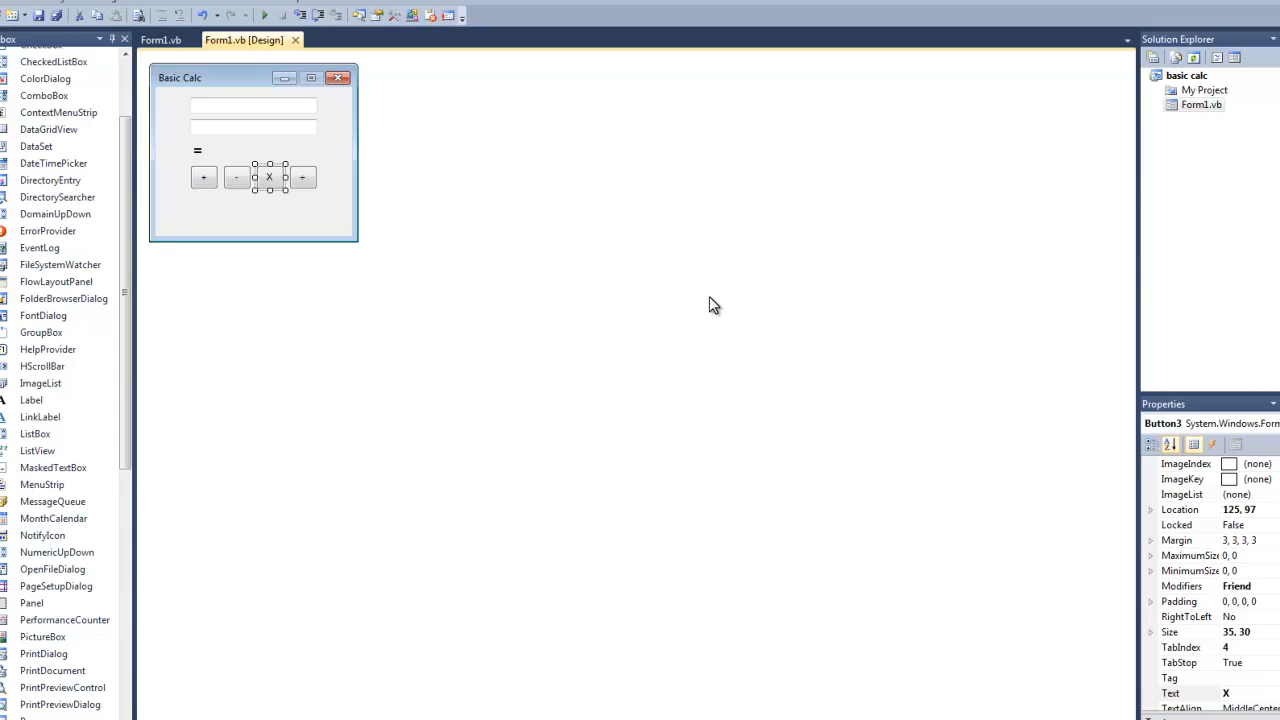 box
Form1.vb
Form1.vb [Design]
Solution Explorer
basic calc
My Project
Form1.vb
CheckedListBox
ColorDialog
ComboBox
ContextMenuStrip
DataGridView
DataSet
DateTimePicker
DirectoryEntry
DirectorySearcher
DomainUpDown
ErrorProvider
EventLog
FileSystemWatcher
FlowLayoutPanel
FolderBrowserDialog
FontDialog
GroupBox
HelpProvider
HScrollBar
ImageList
Label
LinkLabel
ListBox
ListView
MaskedTextBox
MenuStrip
MessageQueue
MonthCalendar
NotifyIcon
NumericUpDown
OpenFileDialog
PageSetupDialog
Panel
PerformanceCounter
PictureBox
PrintDialog
PrintDocument
PrintPreviewControl
PrintPreviewDialog
Basic Calc
=
+ - X ÷
Properties
Button3 System.Windows.Form
ImageIndex (none)
ImageKey (none)
ImageList (none)
Location 125, 97
Locked False
Margin 3, 3, 3, 3
MaximumSize 0, 0
MinimumSize 0, 0
Modifiers Friend
Padding 0, 0, 0, 0
RightToLeft No
Size 35, 30
TabIndex 4
TabStop True
Tag
Text X
TextAlign MiddleCenter